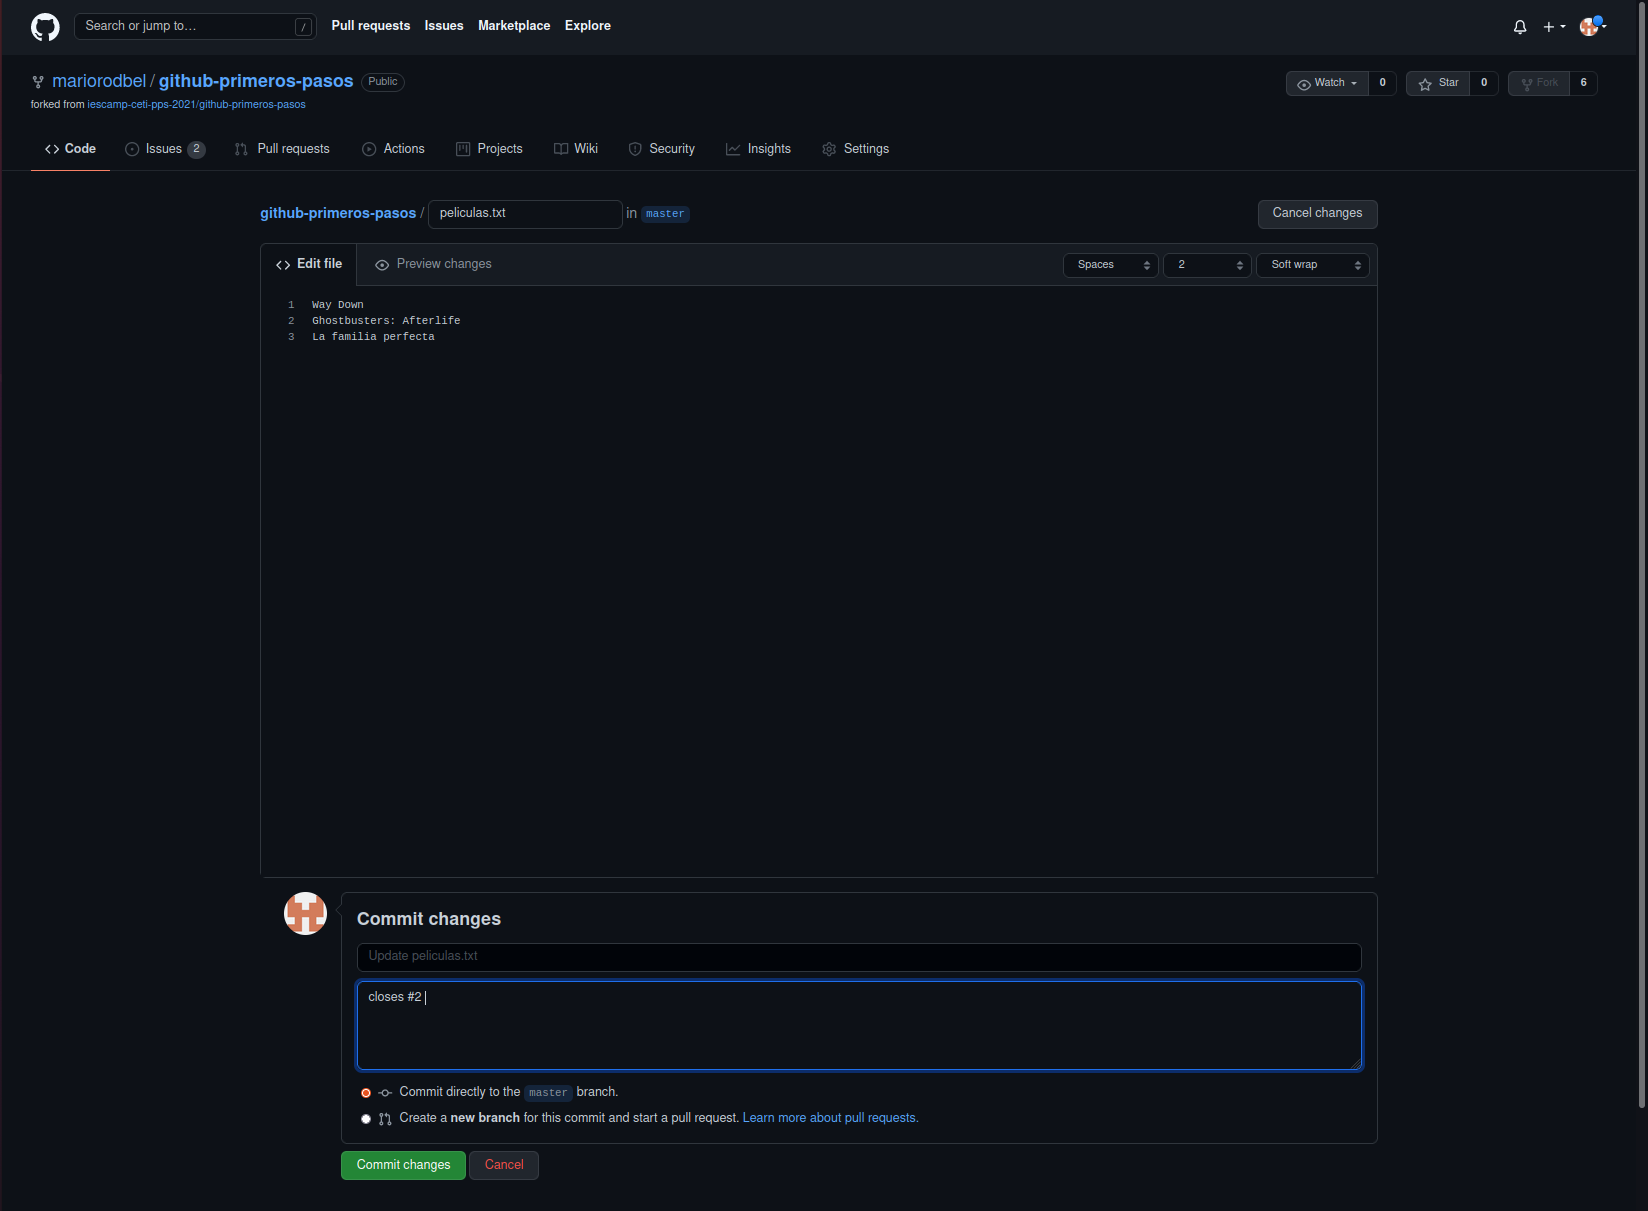 Search or jump to… / Pull requests Issues Marketplace Explore
mariorodbel / github-primeros-pasos Public Watch 0 Star 0 Fork 6
forked from iescamp-ceti-pps-2021/github-primeros-pasos
Code Issues 2 Pull requests Actions Projects Wiki Security Insights Settings
github-primeros-pasos / peliculas.txt in master Cancel changes
Edit file Preview changes Spaces 2 Soft wrap
1 Way Down
2 Ghostbusters: Afterlife
3 La familia perfecta
Commit changes
Update peliculas.txt
closes #2
Commit directly to the master branch.
Create a new branch for this commit and start a pull request. Learn more about pull requests.
Commit changes Cancel